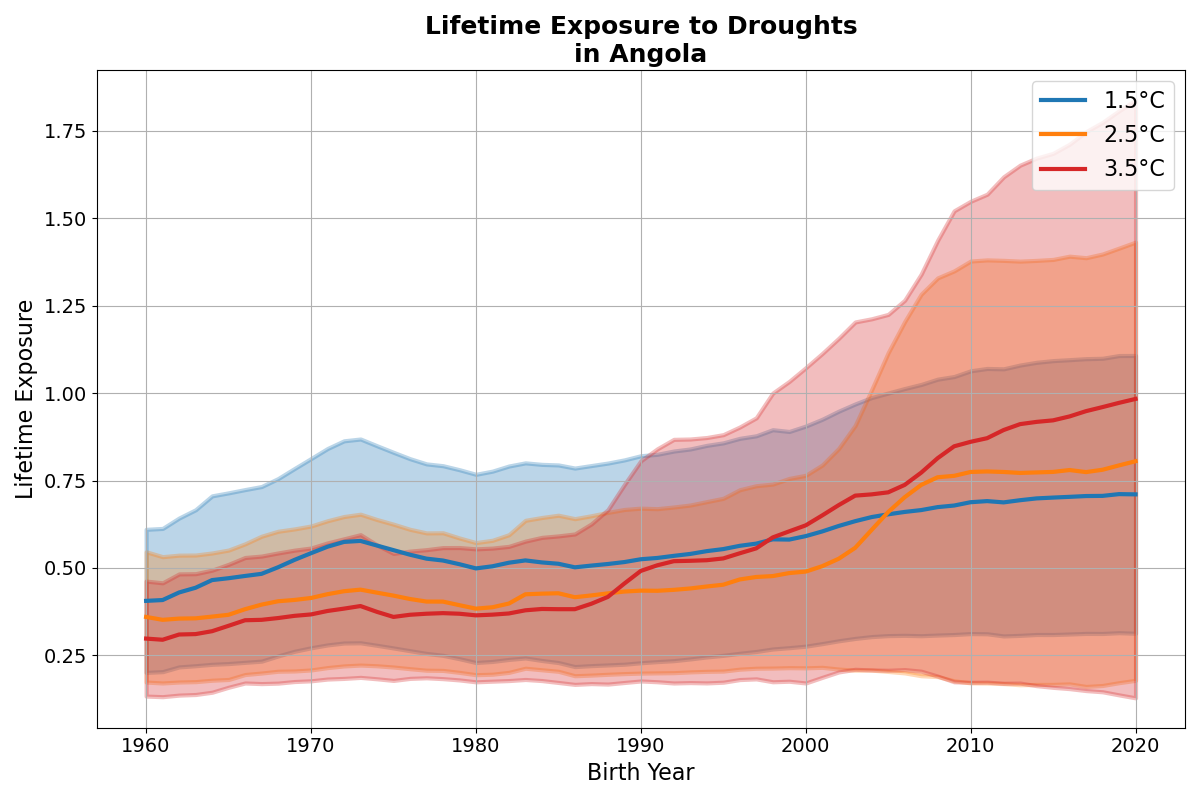 Lifetime Exposure to Droughts
in Angola
1.5°C
2.5°C
3.5°C
Lifetime Exposure
1.75
1.50
1.25
1.00
0.75
0.50
0.25
1960
1970
1980
1990
2000
2010
2020
Birth Year